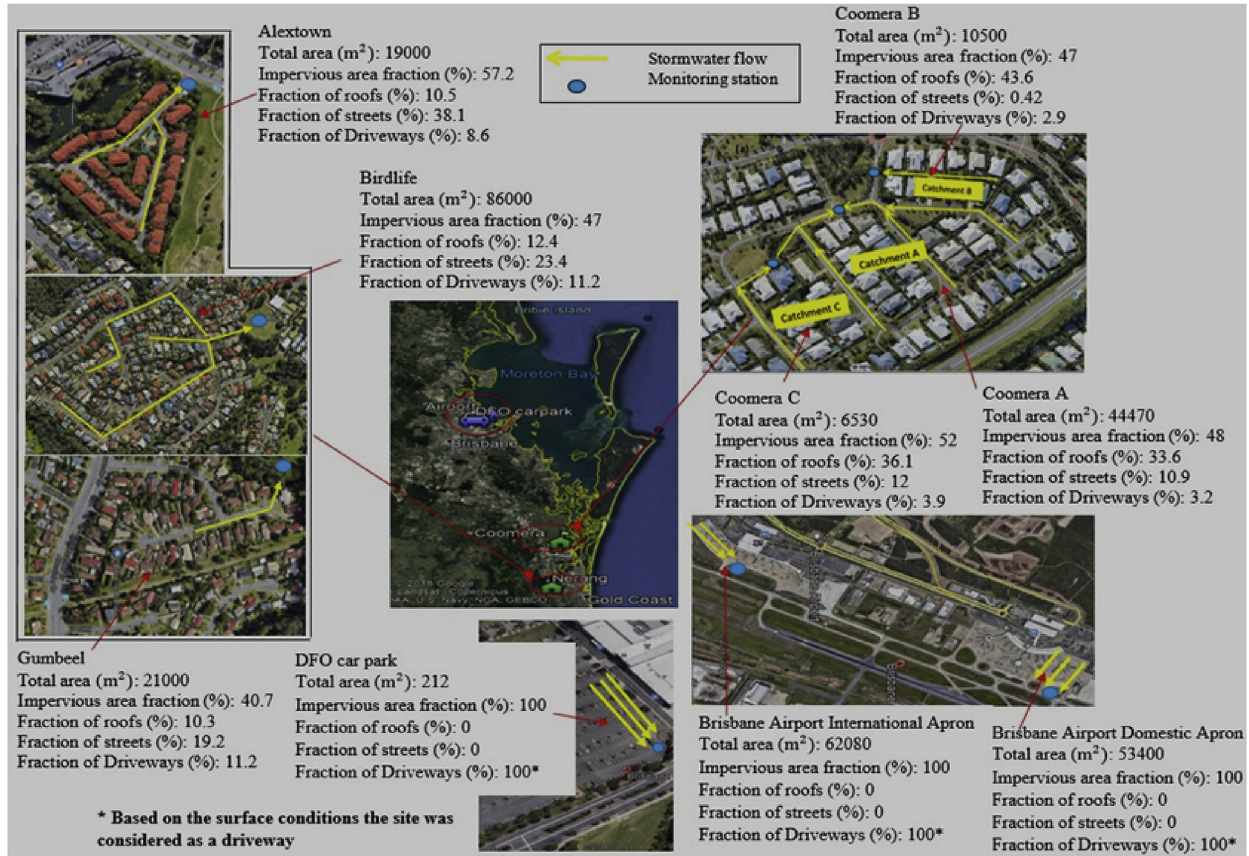 Alextown
Total area (m²): 19000
Impervious area fraction (%): 57.2
Fraction of roofs (%): 10.5
Fraction of streets (%): 38.1
Fraction of Driveways (%): 8.6
Stormwater flow
Monitoring station
Coomera B
Total area (m²): 10500
Impervious area fraction (%): 47
Fraction of roofs (%): 43.6
Fraction of streets (%): 0.42
Fraction of Driveways (%): 2.9
Birdlife
Total area (m²): 86000
Impervious area fraction (%): 47
Fraction of roofs (%): 12.4
Fraction of streets (%): 23.4
Fraction of Driveways (%): 11.2
(a)
Catchment B
Catchment A
Catchment C
Bribie Island
Moreton Bay
Airport
DFO carpark
Brisbane
Coomera
Nerang
Gold Coast
2018 Google
Landsat / Copernicus
U.S. Navy, NGA, GEBCO
Coomera C
Total area (m²): 6530
Impervious area fraction (%): 52
Fraction of roofs (%): 36.1
Fraction of streets (%): 12
Fraction of Driveways (%): 3.9
Coomera A
Total area (m²): 44470
Impervious area fraction (%): 48
Fraction of roofs (%): 33.6
Fraction of streets (%): 10.9
Fraction of Driveways (%): 3.2
Gumbeel
Total area (m²): 21000
Impervious area fraction (%): 40.7
Fraction of roofs (%): 10.3
Fraction of streets (%): 19.2
Fraction of Driveways (%): 11.2
DFO car park
Total area (m²): 212
Impervious area fraction (%): 100
Fraction of roofs (%): 0
Fraction of streets (%): 0
Fraction of Driveways (%): 100*
Brisbane Airport International Apron
Total area (m²): 62080
Impervious area fraction (%): 100
Fraction of roofs (%): 0
Fraction of streets (%): 0
Fraction of Driveways (%): 100*
Brisbane Airport Domestic Apron
Total area (m²): 53400
Impervious area fraction (%): 100
Fraction of roofs (%): 0
Fraction of streets (%): 0
Fraction of Driveways (%): 100*
* Based on the surface conditions the site was
considered as a driveway